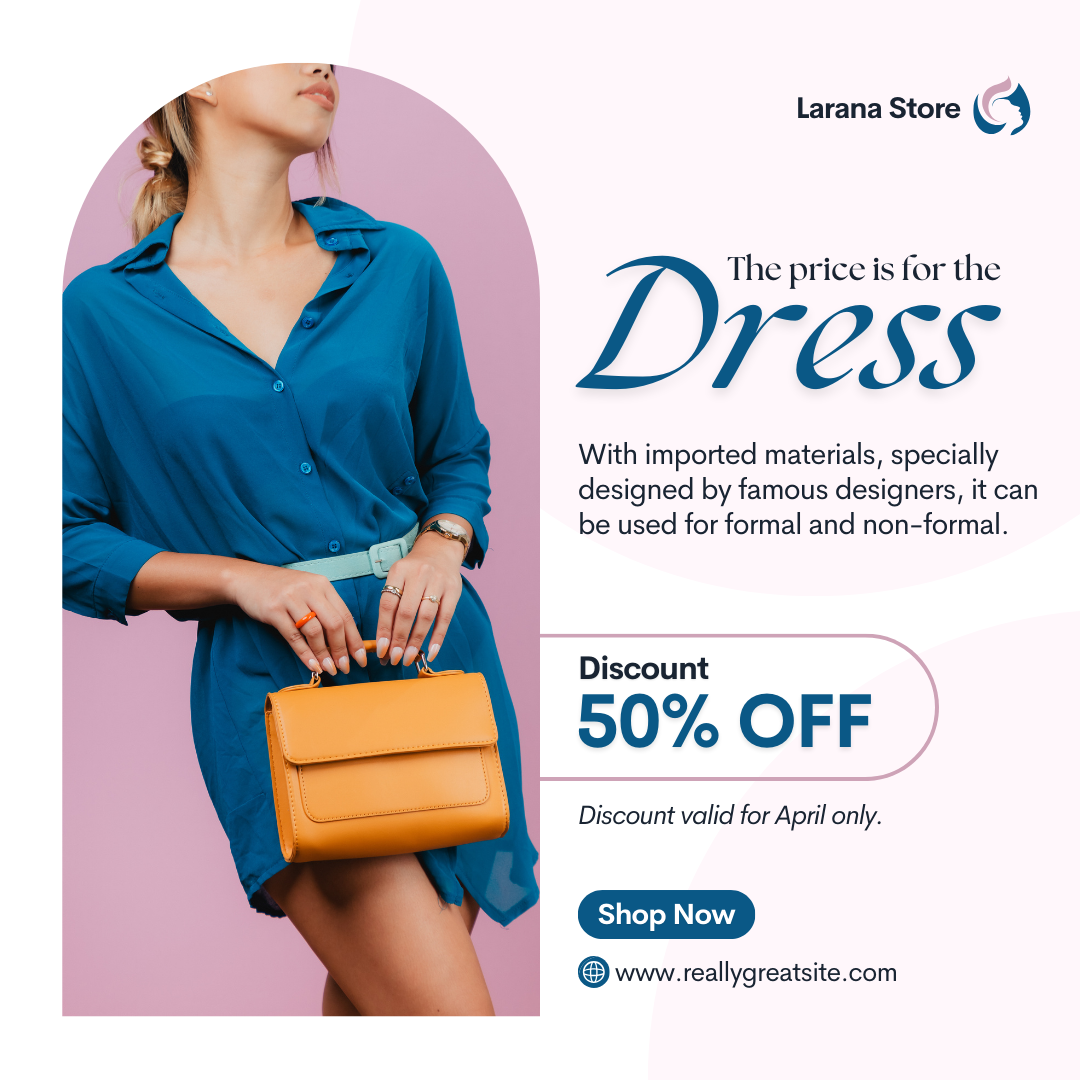 Larana Store
The price is for the
Dress
With imported materials, specially
designed by famous designers, it can
be used for formal and non-formal.
Discount
50% OFF
Discount valid for April only.
Shop Now
www.reallygreatsite.com